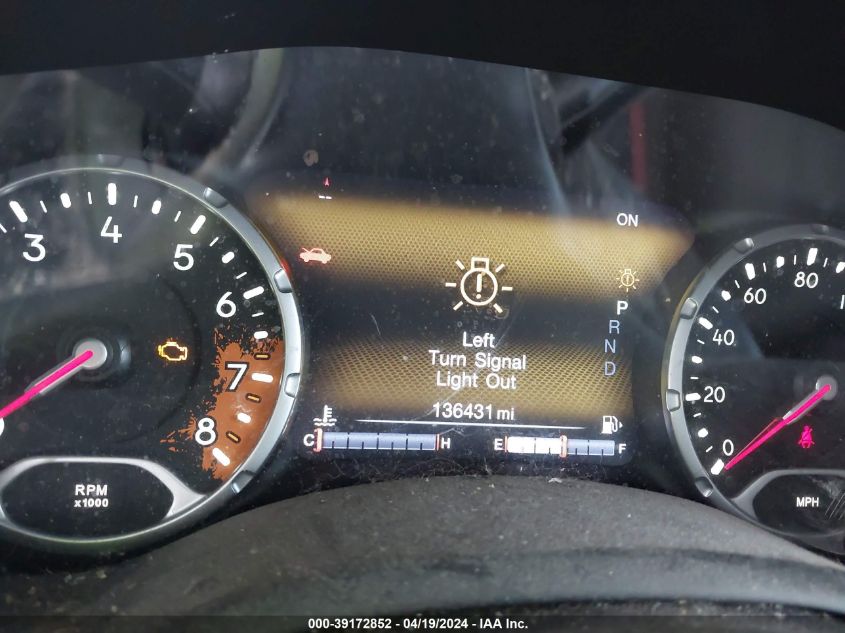 3
4
5
6
7
8
RPM
x1000
--
ON
P
R
N
D
Left
Turn Signal
Light Out
136431 mi
C H
E F
0
20
40
60
80
MPH
000-39172852 - 04/19/2024 - IAA Inc.